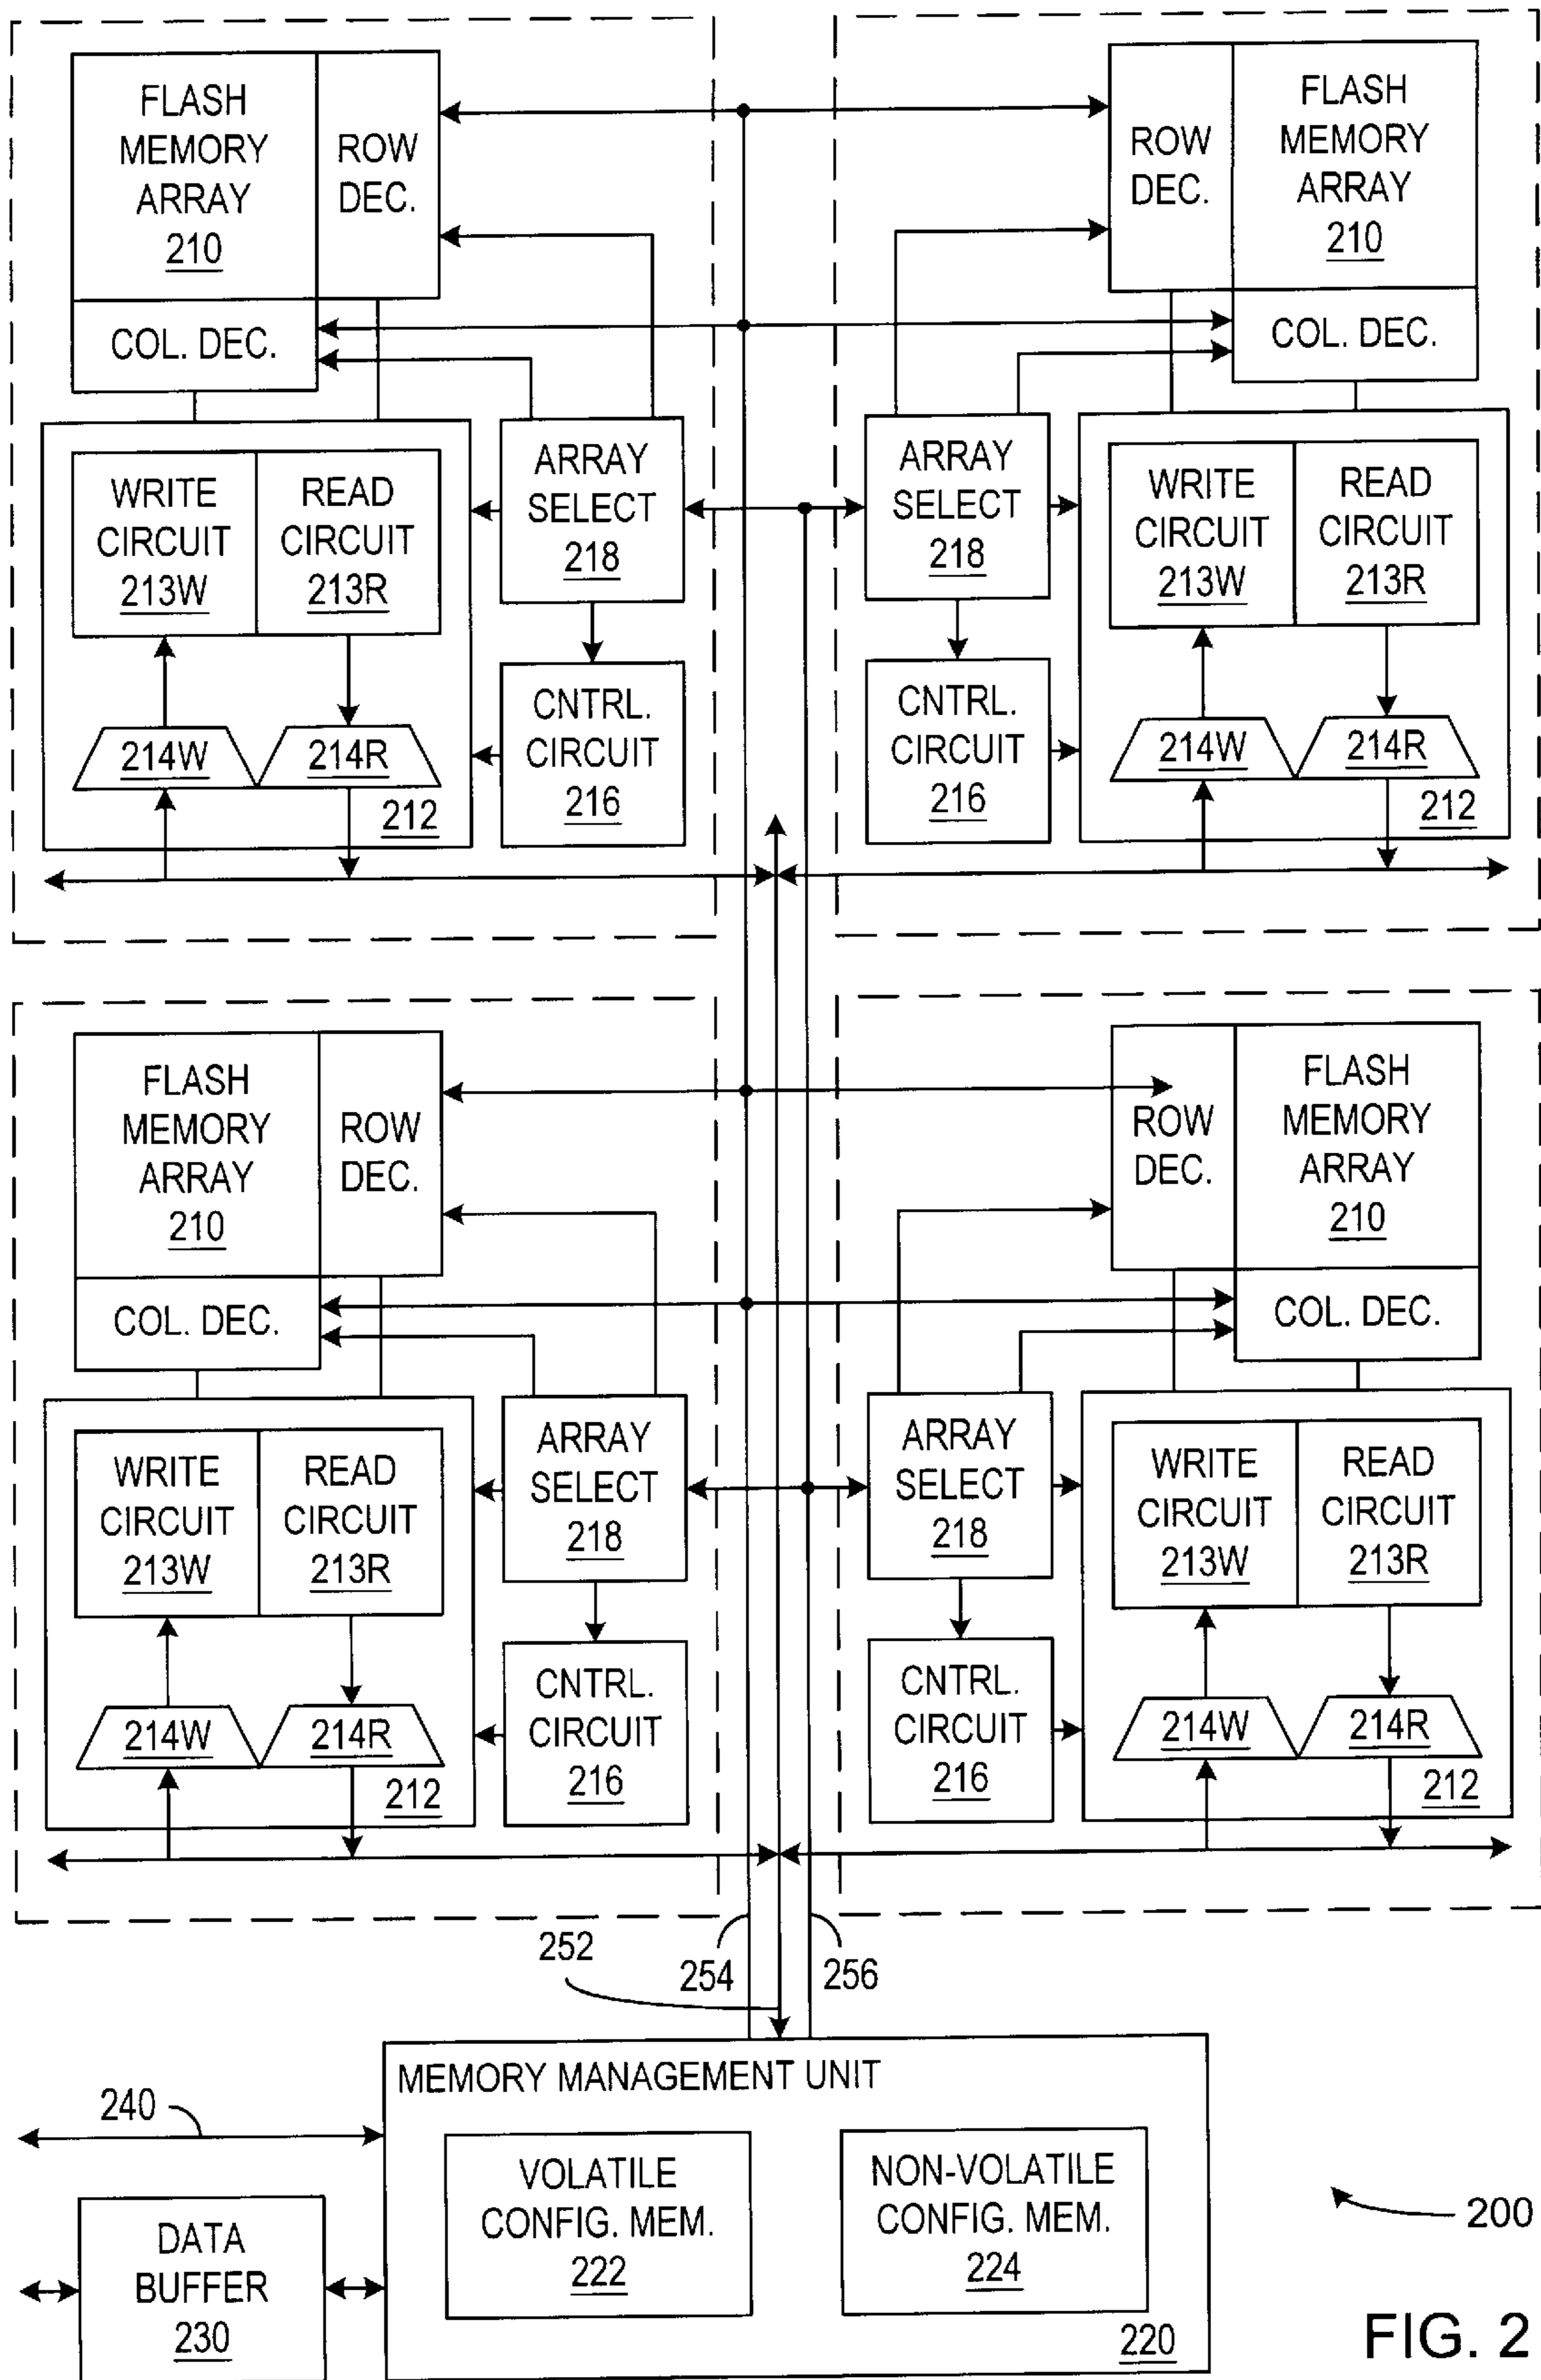 FLASH
MEMORY
ARRAY
210
ROW
DEC.
COL. DEC.
WRITE
CIRCUIT
213W
READ
CIRCUIT
213R
214W
214R
212
ARRAY
SELECT
218
CNTRL.
CIRCUIT
216
ROW
DEC.
FLASH
MEMORY
ARRAY
210
COL. DEC.
ARRAY
SELECT
218
CNTRL.
CIRCUIT
216
WRITE
CIRCUIT
213W
READ
CIRCUIT
213R
214W
214R
212
FLASH
MEMORY
ARRAY
210
ROW
DEC.
COL. DEC.
WRITE
CIRCUIT
213W
READ
CIRCUIT
213R
214W
214R
212
ARRAY
SELECT
218
CNTRL.
CIRCUIT
216
ROW
DEC.
FLASH
MEMORY
ARRAY
210
COL. DEC.
ARRAY
SELECT
218
CNTRL.
CIRCUIT
216
WRITE
CIRCUIT
213W
READ
CIRCUIT
213R
214W
214R
212
252
254
256
MEMORY MANAGEMENT UNIT
240
VOLATILE
CONFIG. MEM.
222
NON-VOLATILE
CONFIG. MEM.
224
220
DATA
BUFFER
230
200
FIG. 2